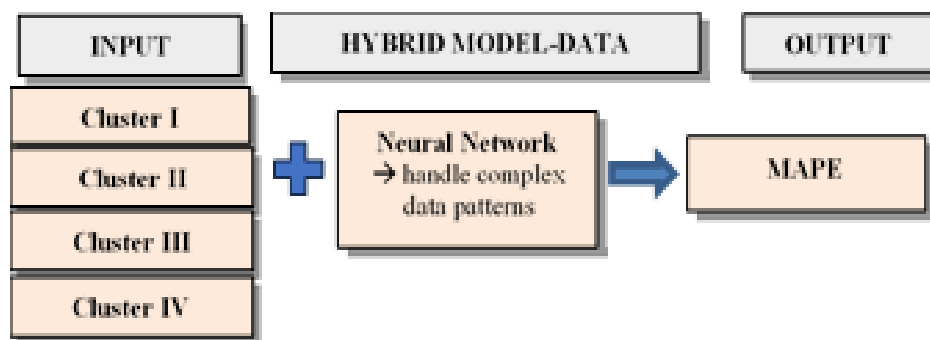 INPUT
HYBRID MODEL-DATA
OUTPUT
Cluster I
Cluster II
Cluster III
Cluster IV
Neural Network
→ handle complex
data patterns
MAPE